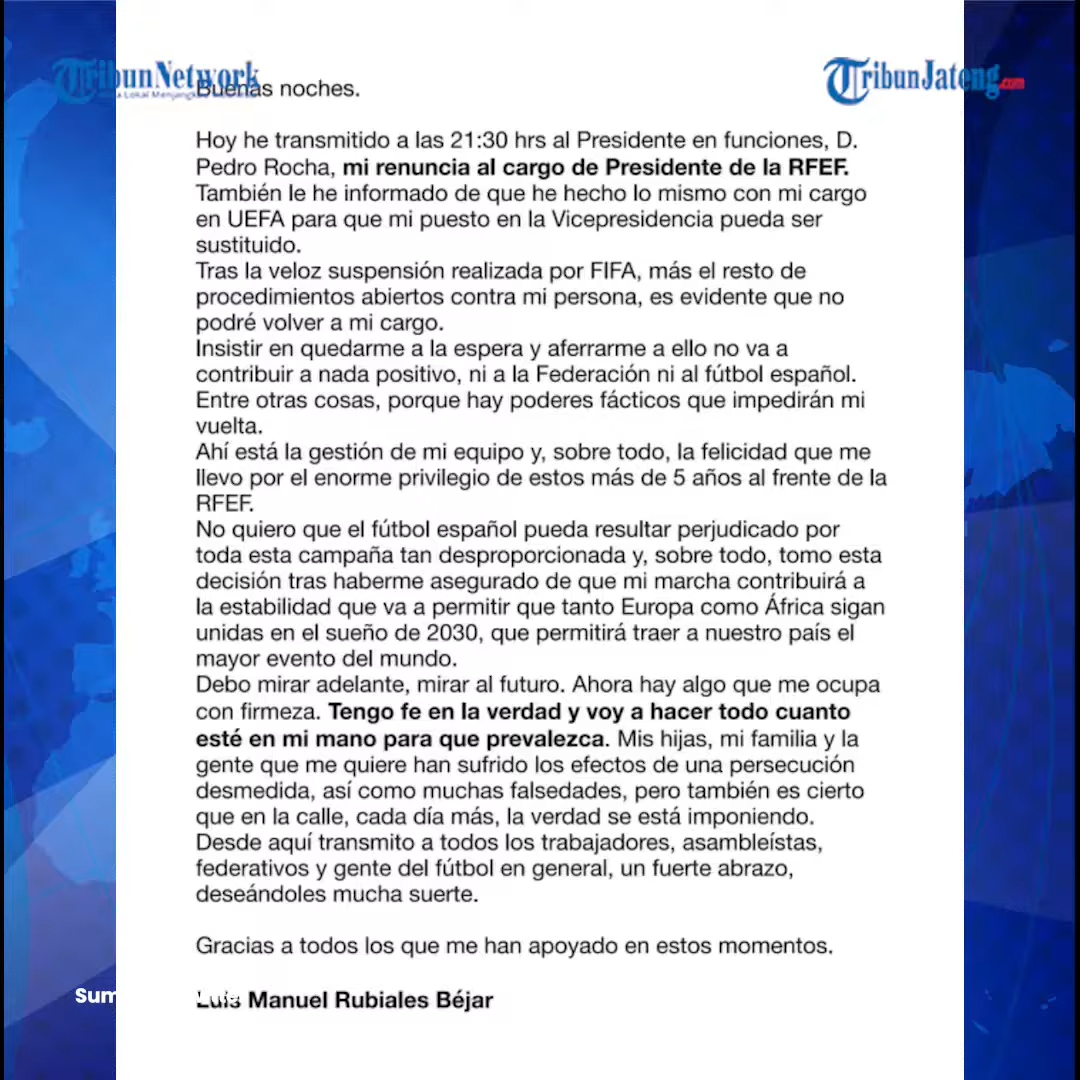 TribunNetwork
TribunJateng.com
Buenas noches.
Hoy he transmitido a las 21:30 hrs al Presidente en funciones, D.
Pedro Rocha, mi renuncia al cargo de Presidente de la RFEF.
También le he informado de que he hecho lo mismo con mi cargo
en UEFA para que mi puesto en la Vicepresidencia pueda ser
sustituido.
Tras la veloz suspensión realizada por FIFA, más el resto de
procedimientos abiertos contra mi persona, es evidente que no
podré volver a mi cargo.
Insistir en quedarme a la espera y aferrarme a ello no va a
contribuir a nada positivo, ni a la Federación ni al fútbol español.
Entre otras cosas, porque hay poderes fácticos que impedirán mi
vuelta.
Ahí está la gestión de mi equipo y, sobre todo, la felicidad que me
llevo por el enorme privilegio de estos más de 5 años al frente de la
RFEF.
No quiero que el fútbol español pueda resultar perjudicado por
toda esta campaña tan desproporcionada y, sobre todo, tomo esta
decisión tras haberme asegurado de que mi marcha contribuirá a
la estabilidad que va a permitir que tanto Europa como África sigan
unidas en el sueño de 2030, que permitirá traer a nuestro país el
mayor evento del mundo.
Debo mirar adelante, mirar al futuro. Ahora hay algo que me ocupa
con firmeza. Tengo fe en la verdad y voy a hacer todo cuanto
esté en mi mano para que prevalezca. Mis hijas, mi familia y la
gente que me quiere han sufrido los efectos de una persecución
desmedida, así como muchas falsedades, pero también es cierto
que en la calle, cada día más, la verdad se está imponiendo.
Desde aquí transmito a todos los trabajadores, asambleístas,
federativos y gente del fútbol en general, un fuerte abrazo,
deseándoles mucha suerte.
Gracias a todos los que me han apoyado en estos momentos.
Luis Manuel Rubiales Béjar